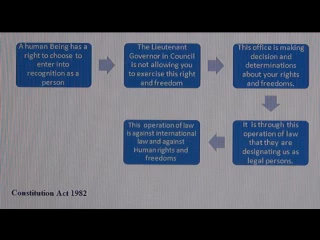 A human Being has a
right to choose to
enter into
recognition as a
person
The Lieutenant
Governor in Council
is not allowing you
to exercise this right
and freedom
This office is making
decision and
determinations
about your rights
and freedoms.
It is through this
operation of law
that they are
designating us as
legal persons.
This operation of law
is against International
law and against
Human rights and
freedoms
Constitution Act 1982